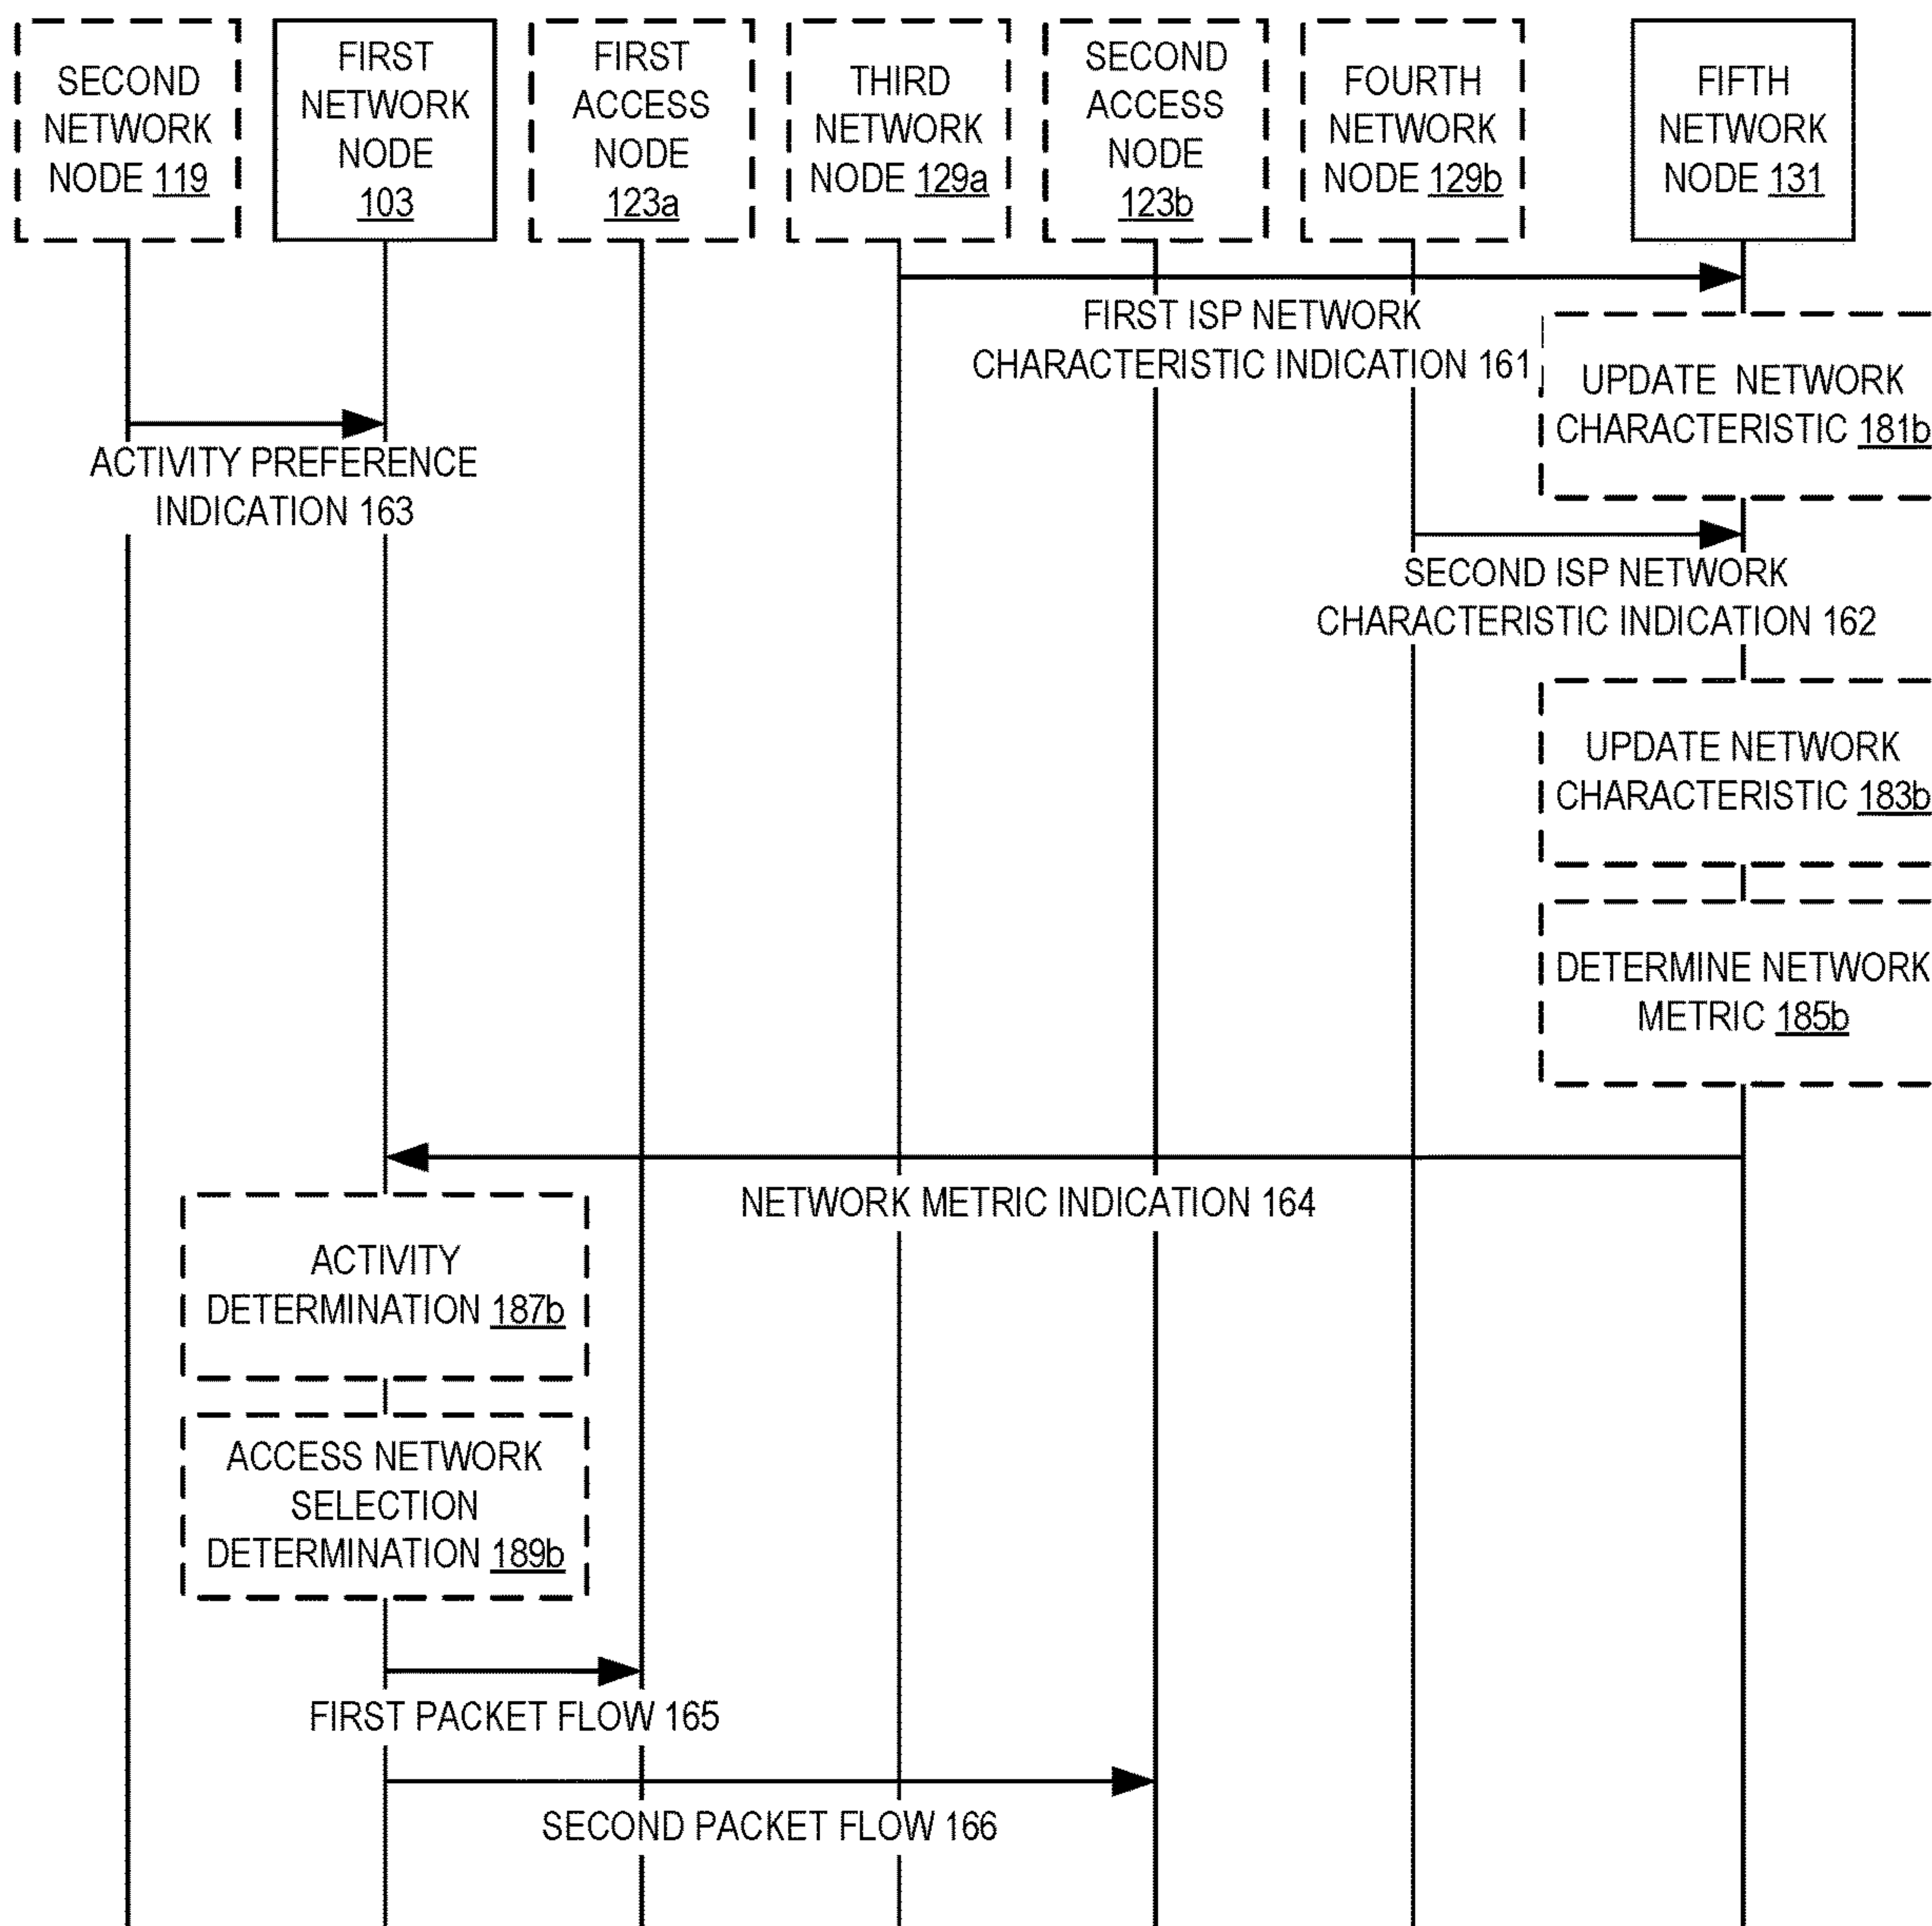 SECOND
NETWORK
NODE 119
FIRST
NETWORK
NODE
103
FIRST
ACCESS
NODE
123a
THIRD
NETWORK
NODE 129a
SECOND
ACCESS
NODE
123b
FOURTH
NETWORK
NODE 129b
FIFTH
NETWORK
NODE 131
FIRST ISP NETWORK
CHARACTERISTIC INDICATION 161
UPDATE NETWORK
CHARACTERISTIC 181b
ACTIVITY PREFERENCE
INDICATION 163
SECOND ISP NETWORK
CHARACTERISTIC INDICATION 162
UPDATE NETWORK
CHARACTERISTIC 183b
DETERMINE NETWORK
METRIC 185b
NETWORK METRIC INDICATION 164
ACTIVITY
DETERMINATION 187b
ACCESS NETWORK
SELECTION
DETERMINATION 189b
FIRST PACKET FLOW 165
SECOND PACKET FLOW 166